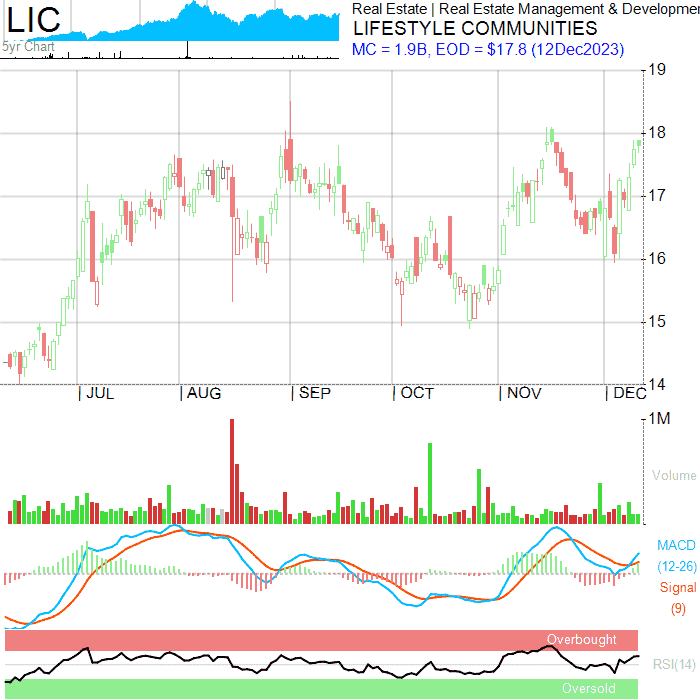 LIC
5yr Chart
Real Estate | Real Estate Management & Developmen
LIFESTYLE COMMUNITIES
MC = 1.9B, EOD = $17.8 (12Dec2023)
19
18
17
16
15
14
JUL
AUG
SEP
OCT
NOV
DEC
1M
Volume
MACD
(12-26)
Signal
(9)
Overbought
RSI(14)
Oversold